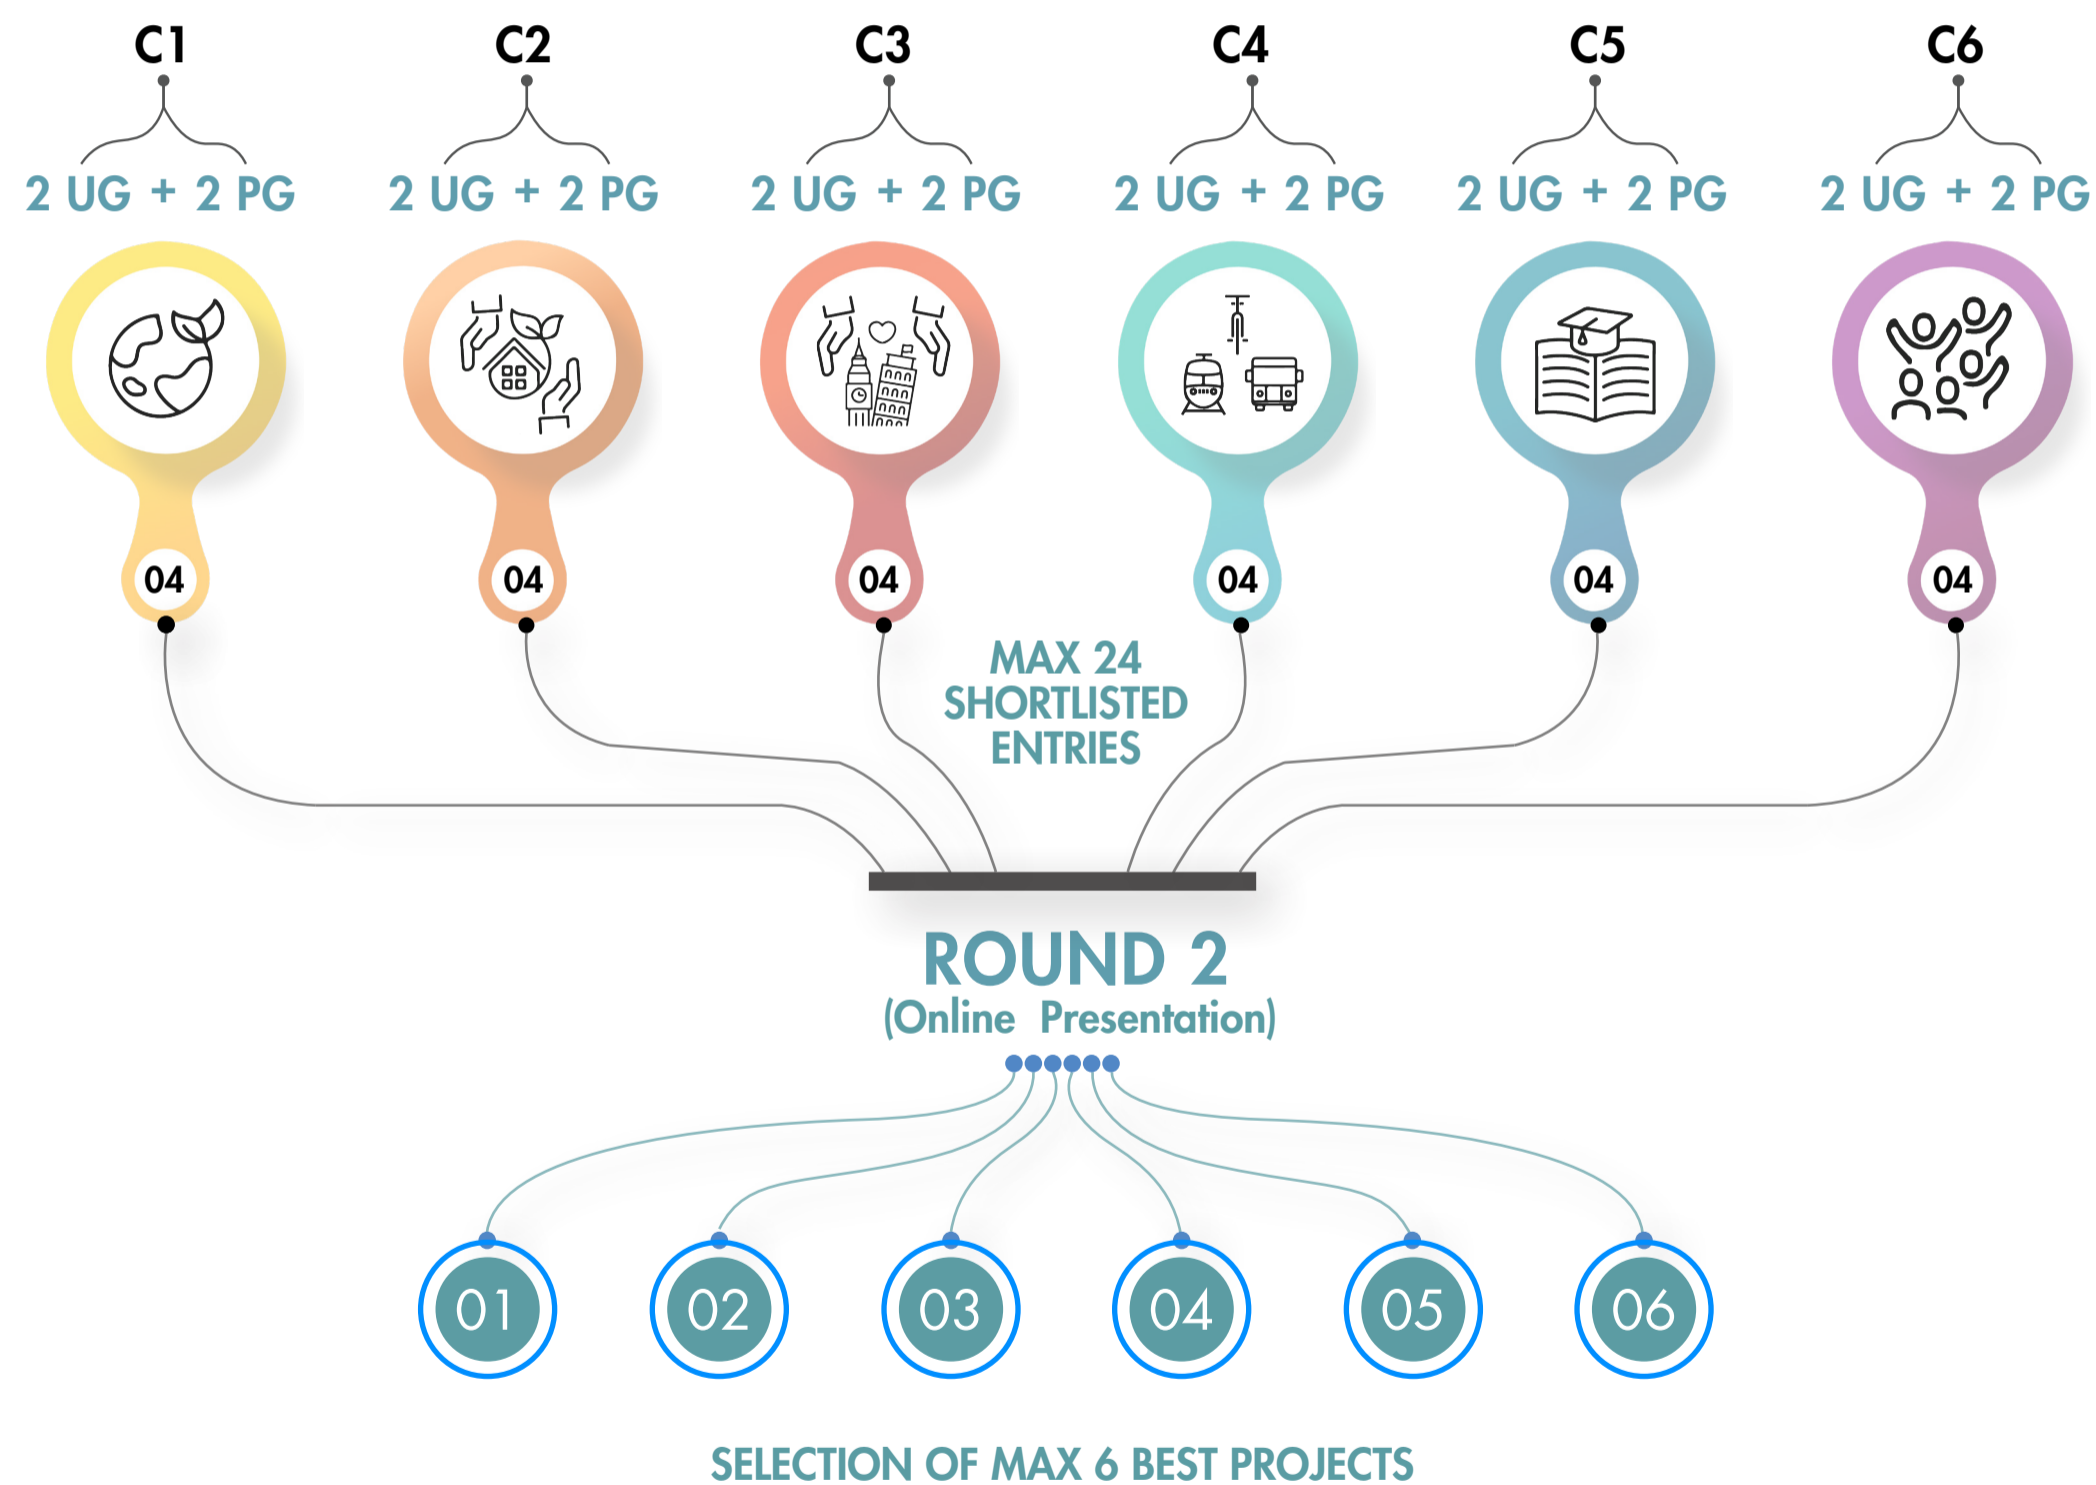 C1 C2 C3 C4 C5 C6
2 UG + 2 PG 2 UG + 2 PG 2 UG + 2 PG 2 UG + 2 PG 2 UG + 2 PG 2 UG + 2 PG
04 04 04 04 04 04
MAX 24
SHORTLISTED
ENTRIES
ROUND 2
(Online Presentation)
01 02 03 04 05 06
SELECTION OF MAX 6 BEST PROJECTS